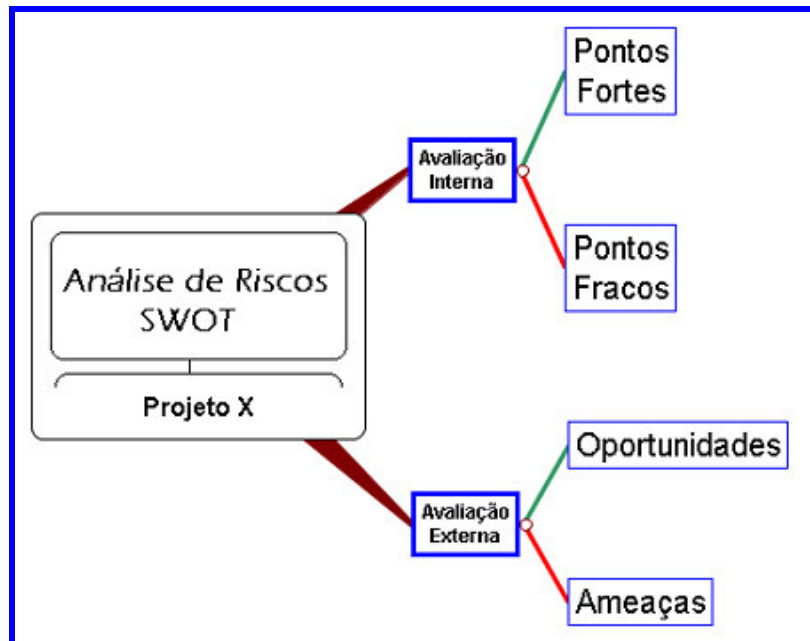 Análise de Riscos
SWOT
Projeto X
Avaliação
Interna
Pontos
Fortes
Pontos
Fracos
Avaliação
Externa
Oportunidades
Ameaças